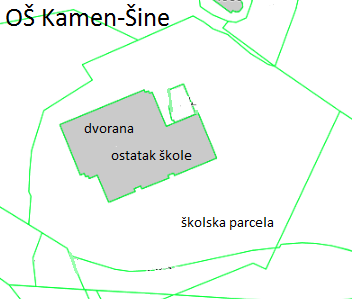 OŠ Kamen-Šine
dvorana
ostatak škole
školska parcela